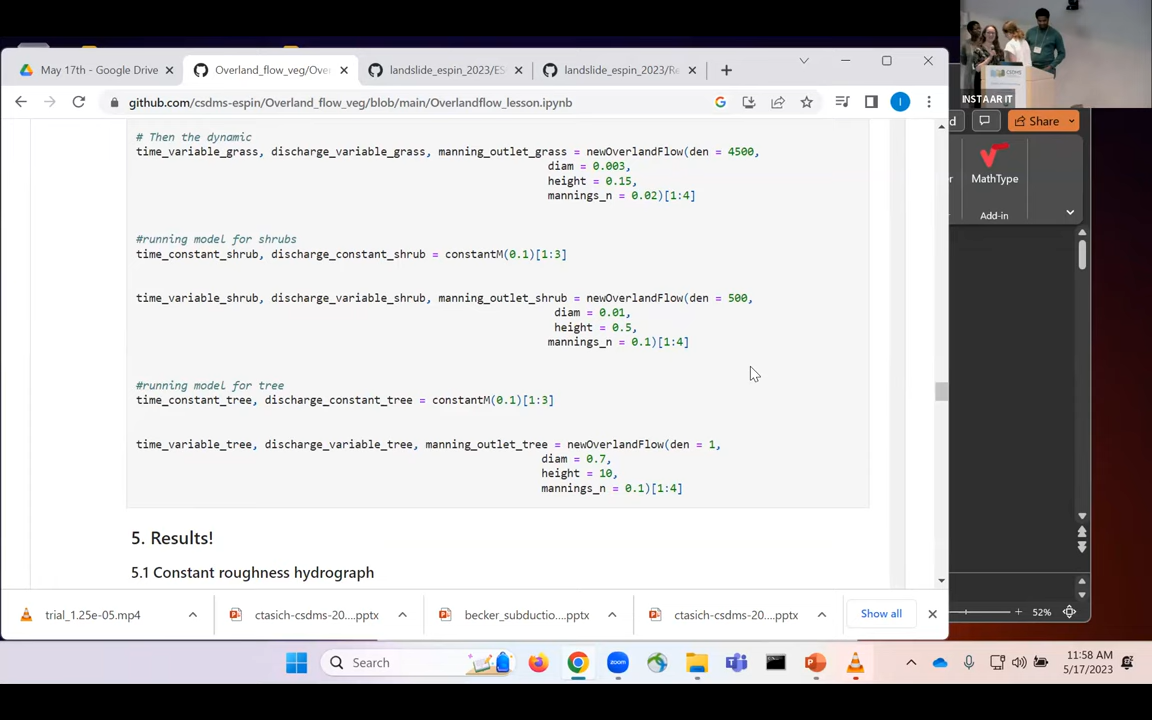 May 17th - Google Drive
Overland_flow_veg/Ove
landslide_espin_2023/ES
landslide_espin_2023/Re
github.com/csdms-espin/Overland_flow_veg/blob/main/Overlandflow_lesson.ipynb
INSTAAR IT
Share
MathType
Add-in
# Then the dynamic
time_variable_grass, discharge_variable_grass, manning_outlet_grass = newOverlandFlow(den = 4500,
diam = 0.003,
height = 0.15,
mannings_n = 0.02)[1:4]
#running model for shrubs
time_constant_shrub, discharge_constant_shrub = constantM(0.1)[1:3]
time_variable_shrub, discharge_variable_shrub, manning_outlet_shrub = newOverlandFlow(den = 500,
diam = 0.01,
height = 0.5,
mannings_n = 0.1)[1:4]
#running model for tree
time_constant_tree, discharge_constant_tree = constantM(0.1)[1:3]
time_variable_tree, discharge_variable_tree, manning_outlet_tree = newOverlandFlow(den = 1,
diam = 0.7,
height = 10,
mannings_n = 0.1)[1:4]
5. Results!
5.1 Constant roughness hydrograph
52%
trial_1.25e-05.mp4
ctasich-csdms-20....pptx
becker_subductio....pptx
ctasich-csdms-20....pptx
Show all
Search
11:58 AM
5/17/2023